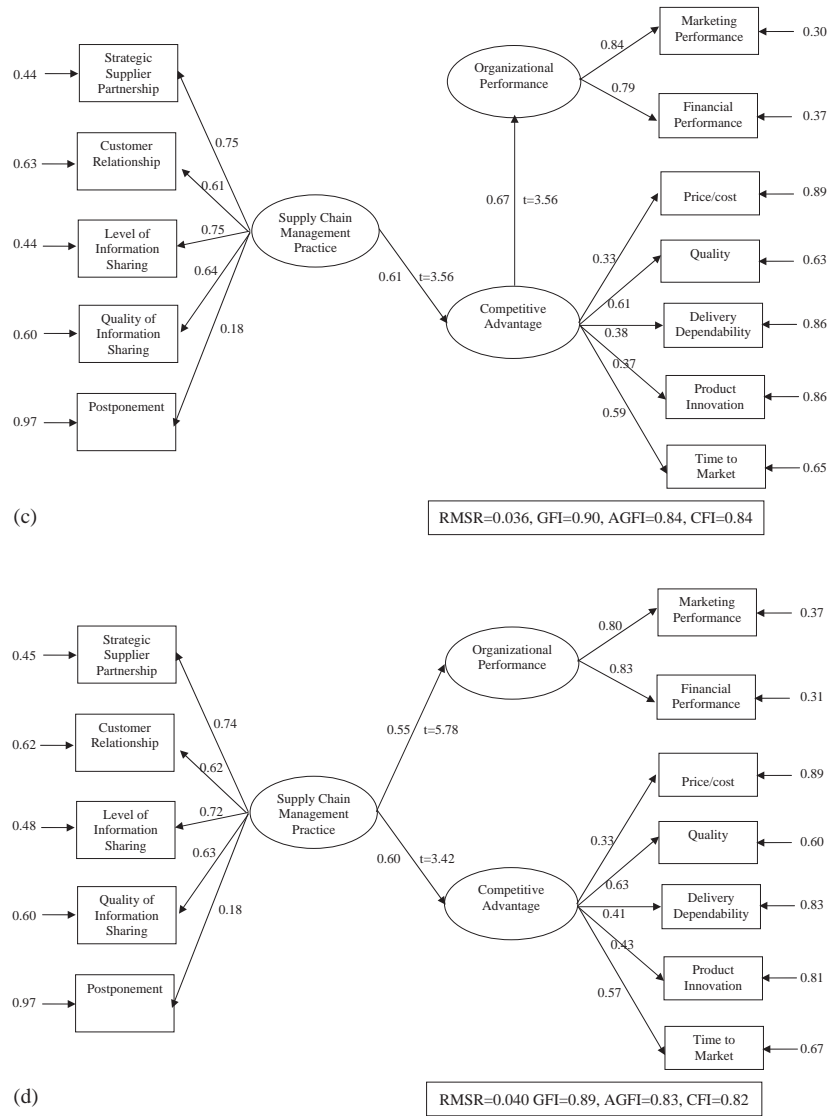 Marketing
Performance
0.30
0.84
Strategic
Supplier
Partnership
0.44
Organizational
Performance
0.79
Financial
Performance
0.37
Customer
Relationship
0.63
0.75
0.61
0.67 t=3.56
Price/cost
0.89
Supply Chain
Management
Practice
Level of
Information
Sharing
0.44
0.75
0.64
0.61 t=3.56
0.33
Quality
0.63
0.61
Competitive
Advantage
Delivery
Dependability
0.86
0.38
Quality of
Information
Sharing
0.60
0.18
0.37
Product
Innovation
0.86
0.59
Postponement
0.97
Time to
Market
0.65
(c)
RMSR=0.036, GFI=0.90, AGFI=0.84, CFI=0.84
Marketing
Performance
0.37
0.80
Strategic
Supplier
Partnership
0.45
Organizational
Performance
0.83
Financial
Performance
0.31
Customer
Relationship
0.62
0.74
0.62
0.55 t=5.78
Price/cost
0.89
Supply Chain
Management
Practice
Level of
Information
Sharing
0.48
0.72
0.63
0.60 t=3.42
0.33
Quality
0.60
0.63
Competitive
Advantage
Delivery
Dependability
0.83
0.41
Quality of
Information
Sharing
0.60
0.18
0.43
Product
Innovation
0.81
0.57
Postponement
0.97
Time to
Market
0.67
(d)
RMSR=0.040 GFI=0.89, AGFI=0.83, CFI=0.82